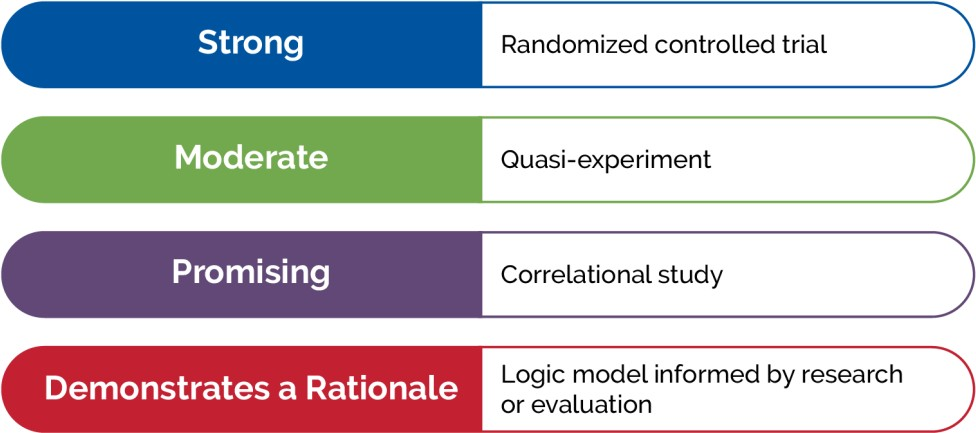 Strong
Randomized controlled trial
Moderate
Quasi-experiment
Promising
Correlational study
Demonstrates a Rationale
Logic model informed by research
or evaluation